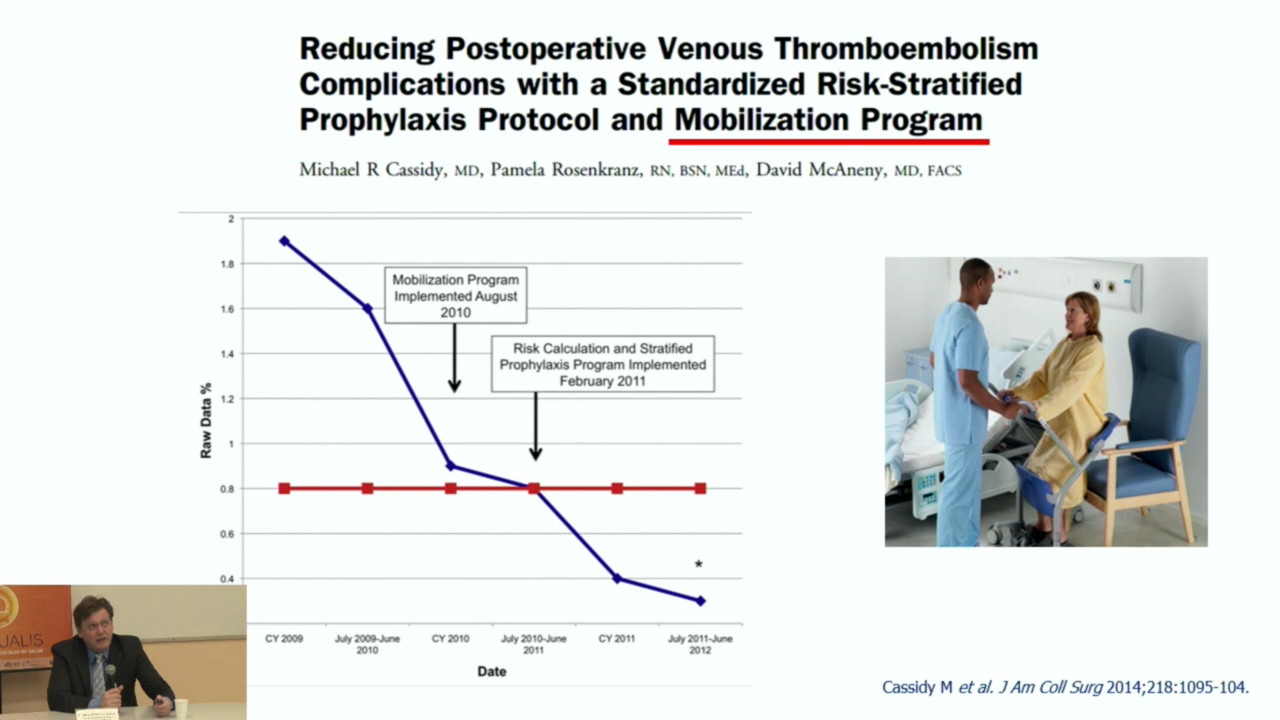 Reducing Postoperative Venous Thromboembolism
Complications with a Standardized Risk-Stratified
Prophylaxis Protocol and Mobilization Program
Michael R Cassidy, MD, Pamela Rosenkranz, RN, BSN, MEd, David McAneny, MD, FACS
2
1.8
1.6
1.4
1.2
1
0.8
0.6
0.4
Raw Data %
Mobilization Program
Implemented August
2010
Risk Calculation and Stratified
Prophylaxis Program Implemented
February 2011
*
CY 2009
July 2009-June
2010
CY 2010
July 2010-June
2011
CY 2011
July 2011-June
2012
Date
JALIS
Cassidy M et al. J Am Coll Surg 2014;218:1095-104.